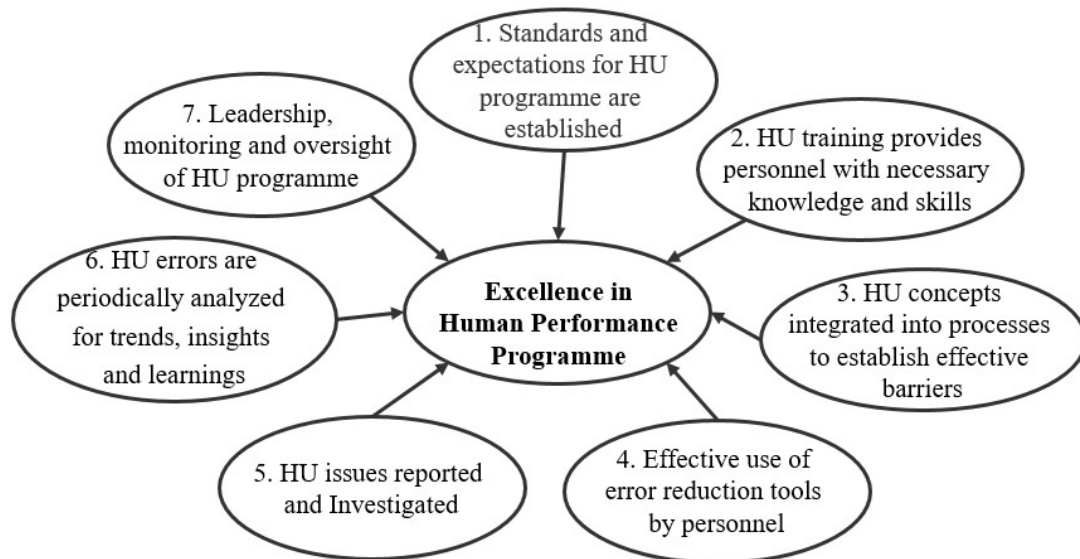 1. Standards and
expectations for HU
programme are
established
2. HU training provides
personnel with necessary
knowledge and skills
3. HU concepts
integrated into processes
to establish effective
barriers
4. Effective use of
error reduction tools
by personnel
5. HU issues reported
and Investigated
6. HU errors are
periodically analyzed
for trends, insights
and learnings
7. Leadership,
monitoring and oversight
of HU programme
Excellence in
Human Performance
Programme